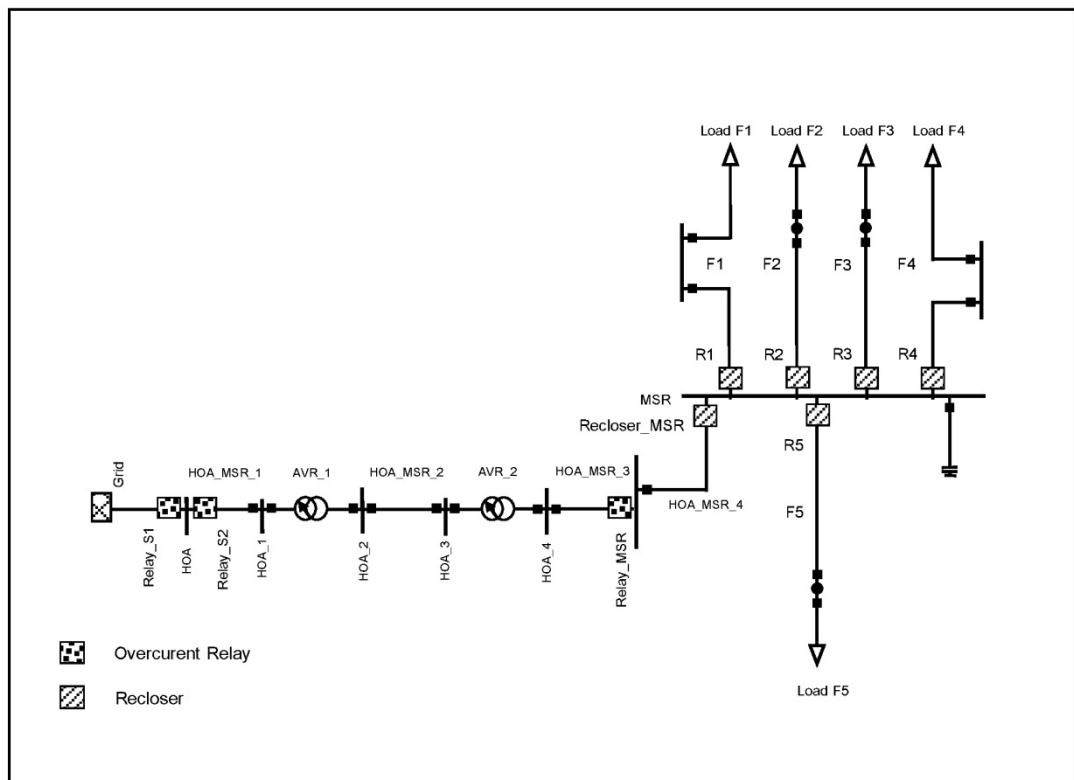 Load F1
Load F2
Load F3
Load F4
F1
F2
F3
F4
R1
R2
R3
R4
MSR
Recloser_MSR
R5
Grid
HOA_MSR_1
AVR_1
HOA_MSR_2
AVR_2
HOA_MSR_3
HOA_MSR_4
F5
Relay_S1
HOA
Relay_S2
HOA_1
HOA_2
HOA_3
HOA_4
Relay_MSR
Overcurent Relay
Recloser
Load F5